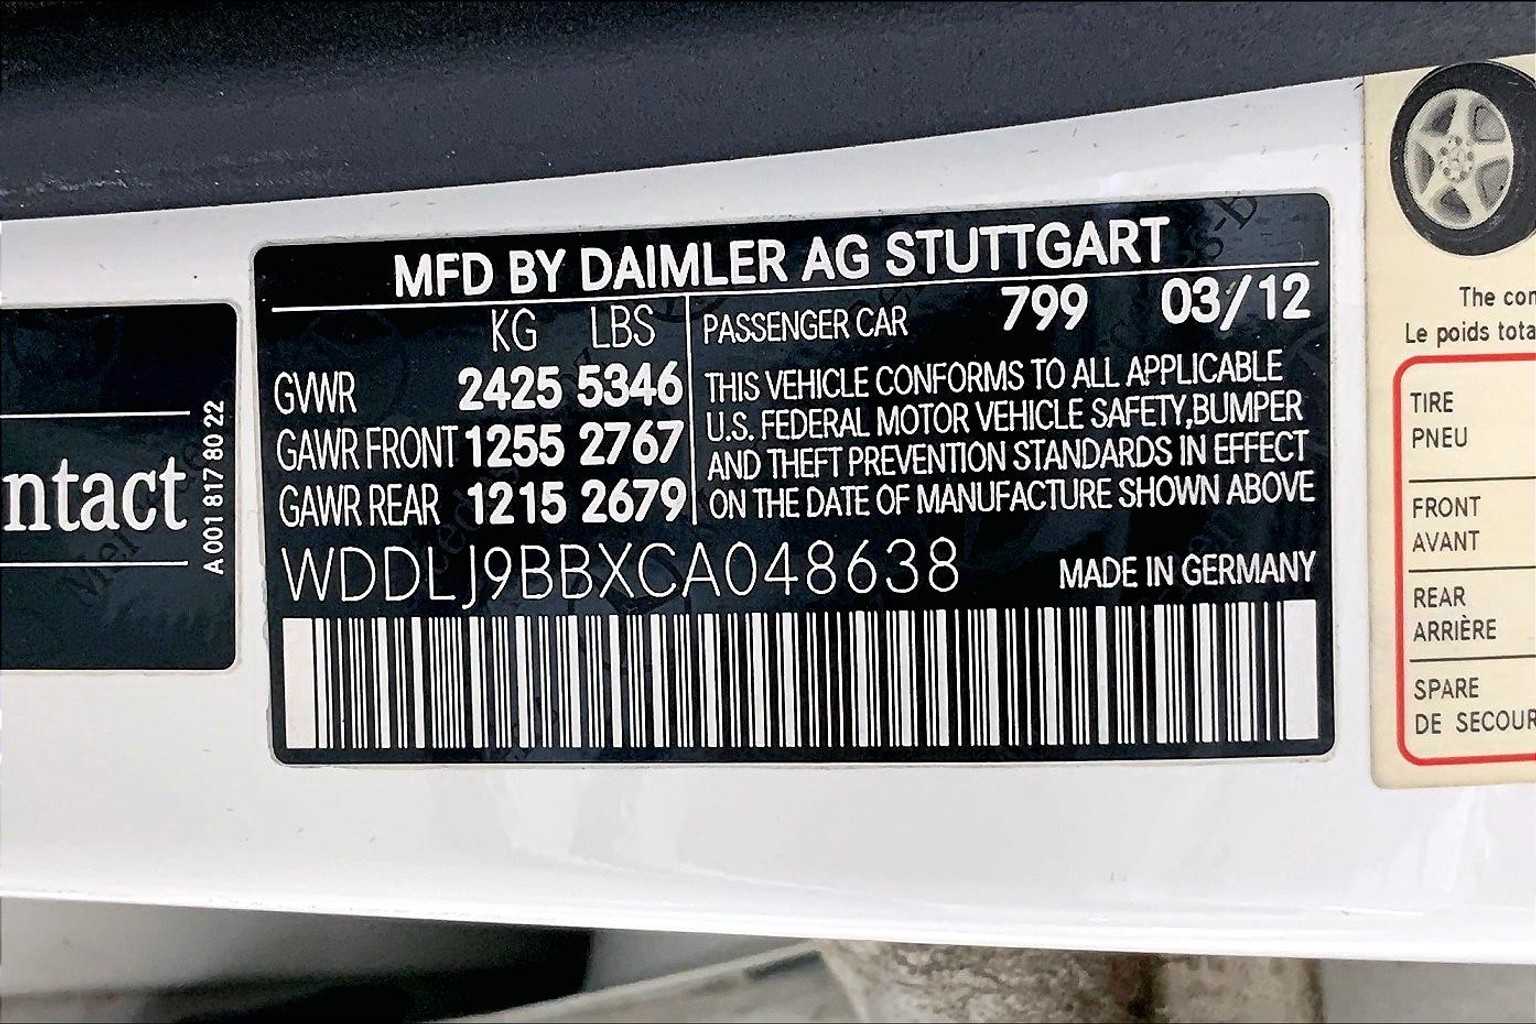 MFD BY DAIMLER AG STUTTGART
KG LBS
GVWR 2425 5346
GAWR FRONT 1255 2767
GAWR REAR 1215 2679
PASSENGER CAR 799 03/12
THIS VEHICLE CONFORMS TO ALL APPLICABLE
U.S. FEDERAL MOTOR VEHICLE SAFETY,BUMPER
AND THEFT PREVENTION STANDARDS IN EFFECT
ON THE DATE OF MANUFACTURE SHOWN ABOVE
WDDLJ9BBXCA048638
MADE IN GERMANY
ntact
A 001 817 80 22
The con
Le poids tota
TIRE
PNEU
FRONT
AVANT
REAR
ARRIÈRE
SPARE
DE SECOUR